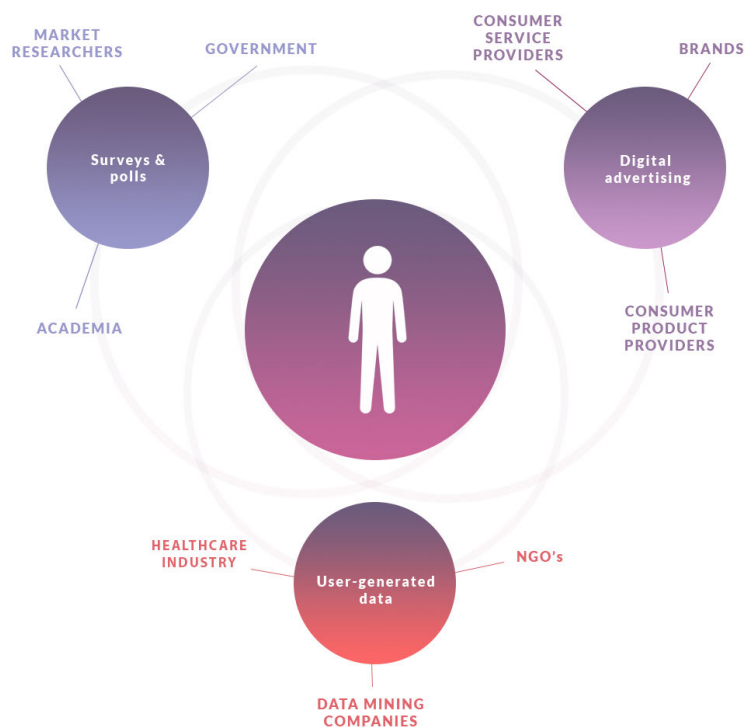 MARKET
RESEARCHERS
GOVERNMENT
Surveys &
polls
ACADEMIA
CONSUMER
SERVICE
PROVIDERS
BRANDS
Digital
advertising
CONSUMER
PRODUCT
PROVIDERS
HEALTHCARE
INDUSTRY
NGO's
User-generated
data
DATA MINING
COMPANIES